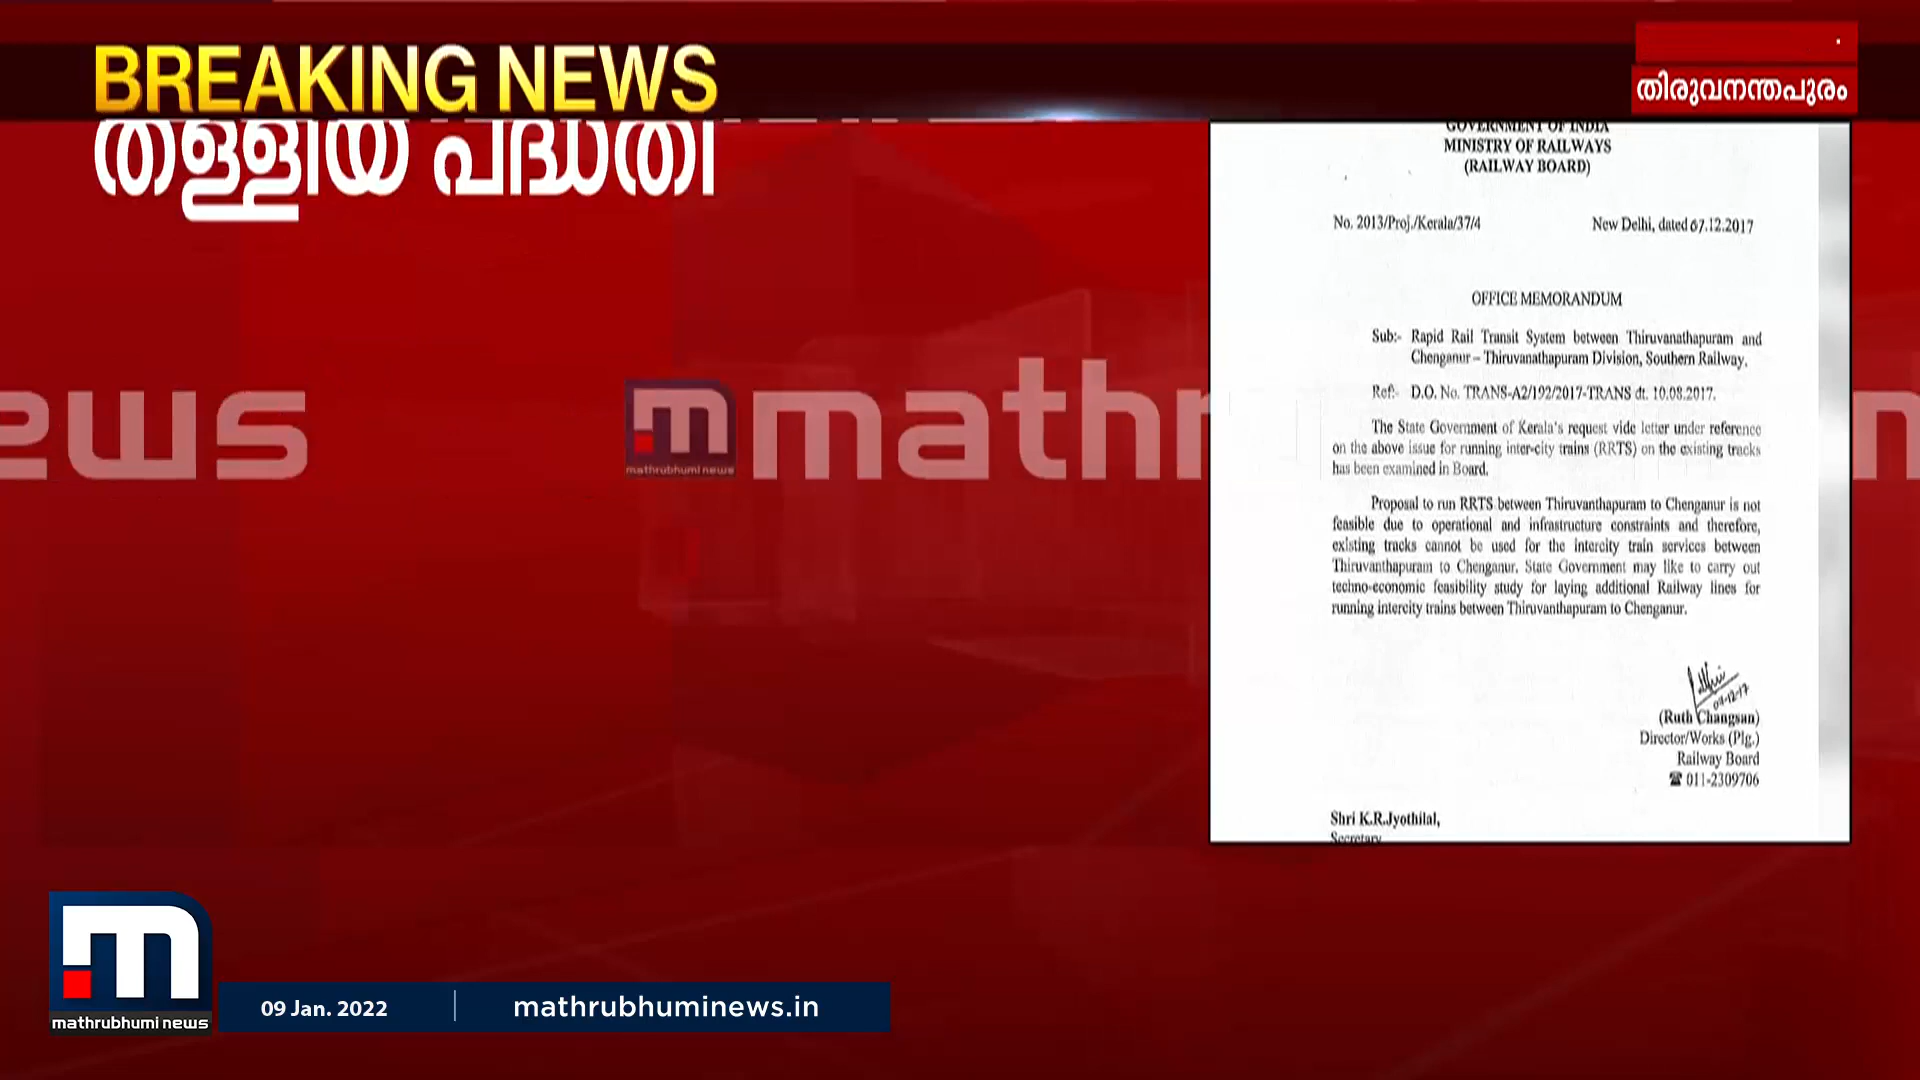 BREAKING NEWS
തള്ളിയ പദ്ധതി
തിരുവനന്തപുരം
GOVERNMENT OF INDIA
MINISTRY OF RAILWAYS
(RAILWAY BOARD)
No. 2013/Proj./Kerala/37/4 New Delhi, dated 07.12.2017
OFFICE MEMORANDUM
Sub:- Rapid Rail Transit System between Thiruvanathapuram and
Chenganur – Thiruvanathapuram Division, Southern Railway.
Ref:- D.O. No. TRANS-A2/192/2017-TRANS dt. 10.08.2017.
The State Government of Kerala's request vide letter under reference
on the above issue for running inter-city trains (RRTS) on the existing tracks
has been examined in Board.
Proposal to run RRTS between Thiruvanthapuram to Chenganur is not
feasible due to operational and infrastructure constraints and therefore,
existing tracks cannot be used for the intercity train services between
Thiruvanthapuram to Chenganur. State Government may like to carry out
techno-economic feasibility study for laying additional Railway lines for
running intercity trains between Thiruvanthapuram to Chenganur.
07-12-17
(Ruth Changsan)
Director/Works (Plg.)
Railway Board
☎ 011-2309706
Shri K.R.Jyothilal,
Secretary
ews
mathrubhumi news
mathr
n
mathrubhumi news
09 Jan. 2022
mathrubhuminews.in